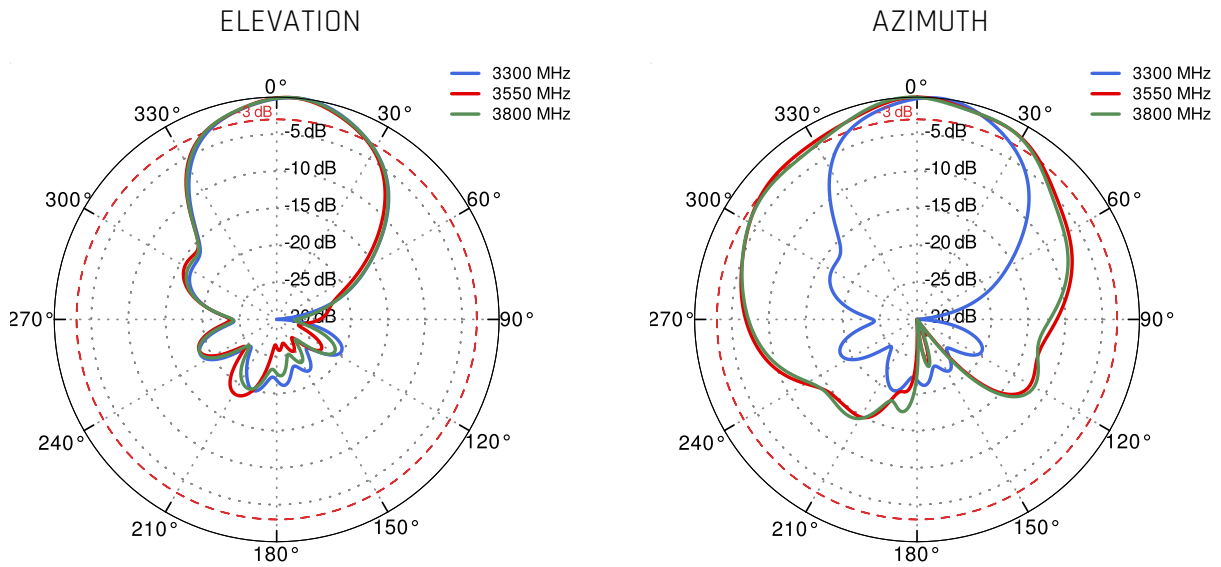 ELEVATION
3300 MHz
3550 MHz
3800 MHz
0°
330°
30°
-3 dB
-5 dB
-10 dB
300°
60°
-15 dB
-20 dB
-25 dB
270°
-30 dB
90°
240°
120°
210°
150°
180°
AZIMUTH
3300 MHz
3550 MHz
3800 MHz
0°
330°
30°
-3 dB
-5 dB
-10 dB
300°
60°
-15 dB
-20 dB
-25 dB
270°
-30 dB
90°
240°
120°
210°
150°
180°